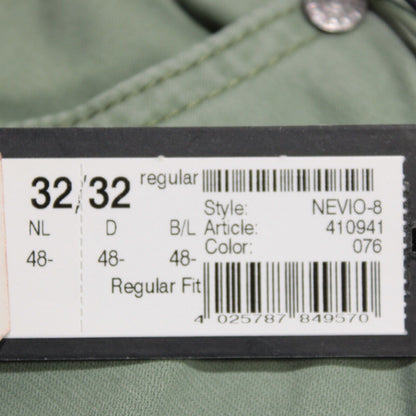 32/32 regular
Style: NEVIO-8
NL D B/L Article: 410941
48- 48- 48- Color: 076
Regular Fit
4 025787 849570